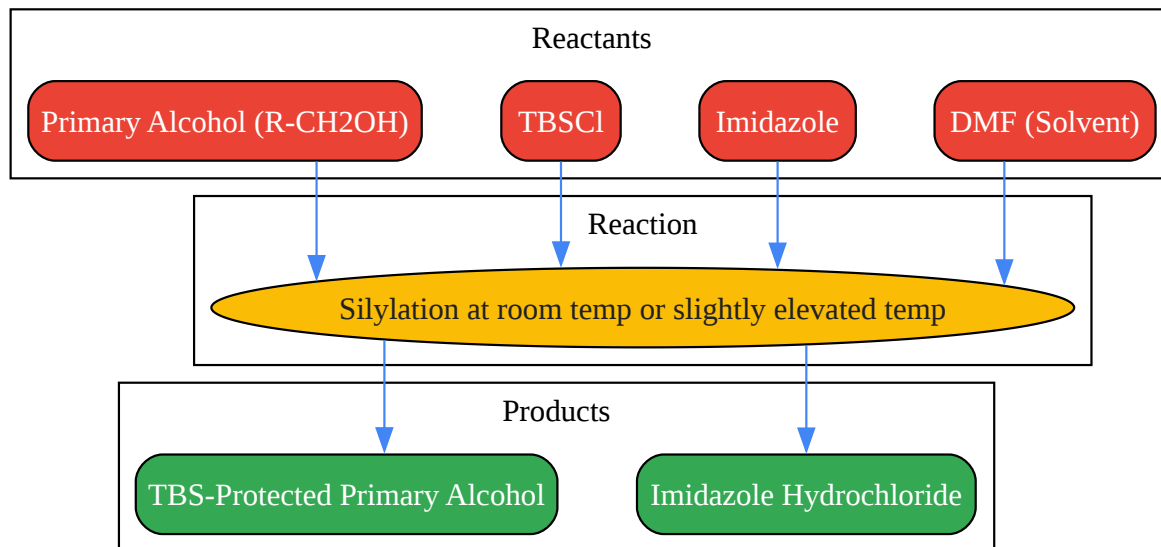 Reactants
Primary Alcohol (R-CH2OH)
TBSCl
Imidazole
DMF (Solvent)
Reaction
Silylation at room temp or slightly elevated temp
Products
TBS-Protected Primary Alcohol
Imidazole Hydrochloride